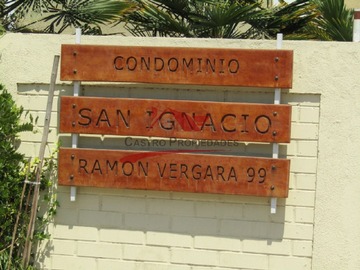 CONDOMINIO
SAN IGNACIO
CASTRO PROPIEDADES
RAMON VERGARA 99